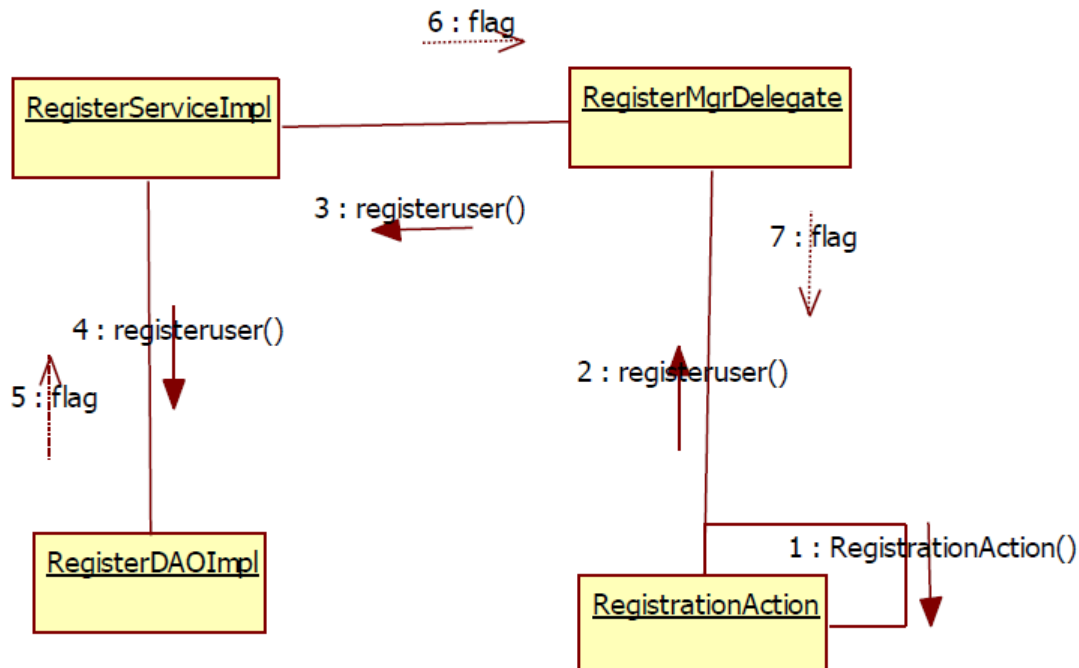 6 : flag
RegisterServiceImpl
RegisterMgrDelegate
3 : registeruser()
7 : flag
4 : registeruser()
2 : registeruser()
5 : flag
1 : RegistrationAction()
RegisterDAOImpl
RegistrationAction